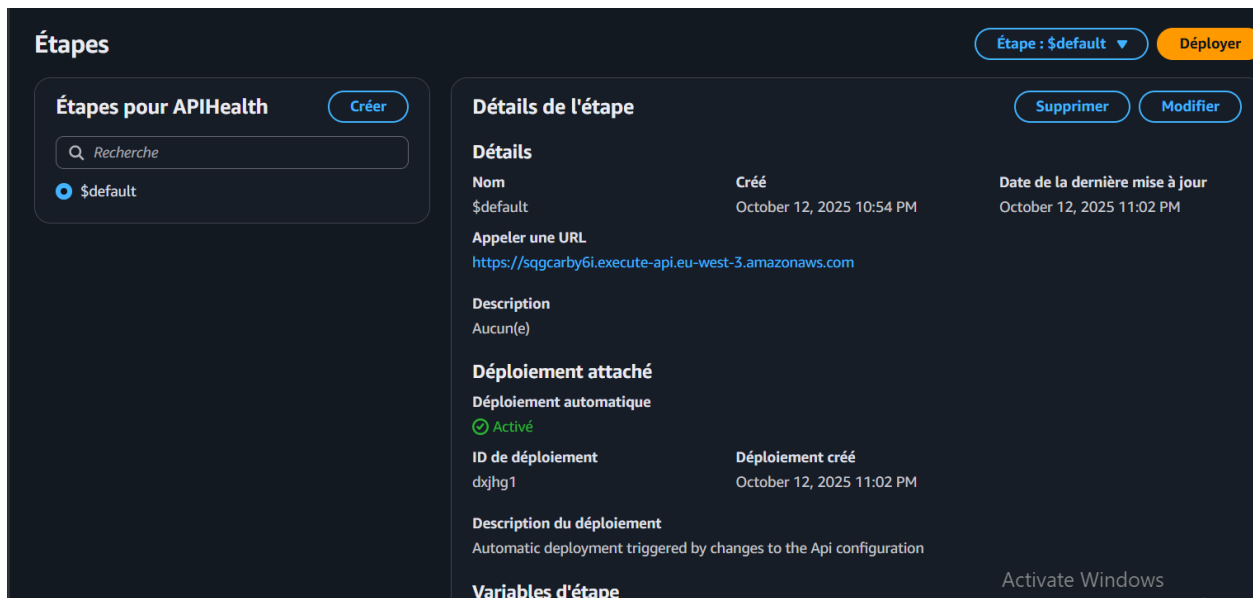 Étapes
Étape : $default
Déployer
Étapes pour APIHealth
Créer
Recherche
$default
Détails de l'étape
Supprimer
Modifier
Détails
Nom
Créé
Date de la dernière mise à jour
$default
October 12, 2025 10:54 PM
October 12, 2025 11:02 PM
Appeler une URL
https://sqgcarby6i.execute-api.eu-west-3.amazonaws.com
Description
Aucun(e)
Déploiement attaché
Déploiement automatique
Activé
ID de déploiement
Déploiement créé
dxjhg1
October 12, 2025 11:02 PM
Description du déploiement
Automatic deployment triggered by changes to the Api configuration
Variables d'étape
Activate Windows